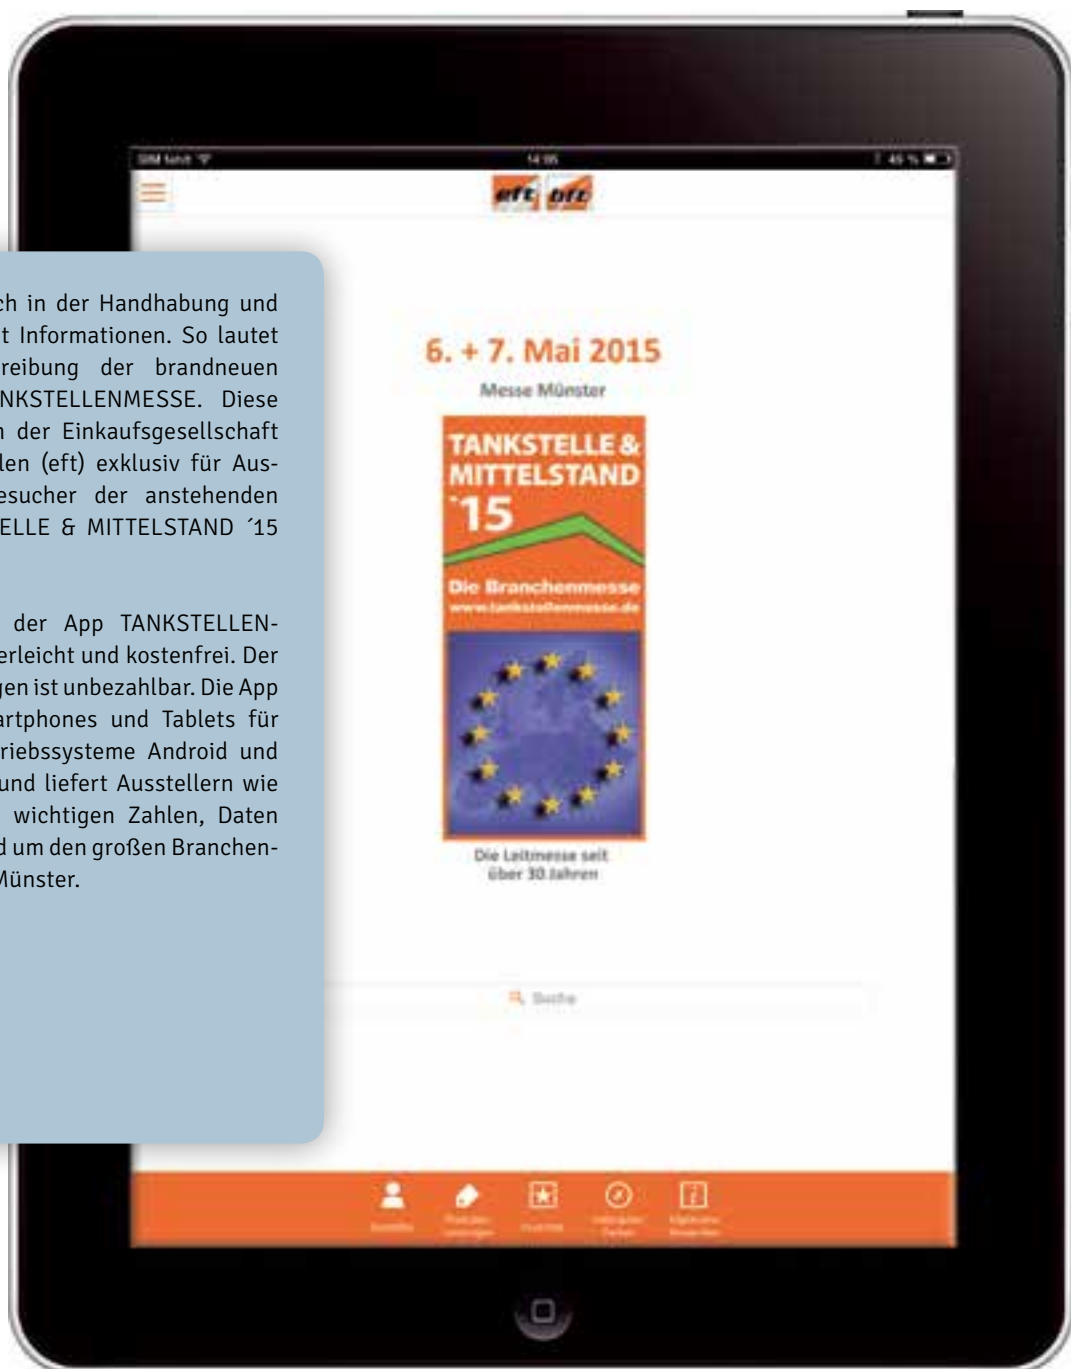 14:05
45 %
eft bft
ch in der Handhabung und
t Informationen. So lautet
reibung der brandneuen
NKSTELLENMESSE. Diese
n der Einkaufsgesellschaft
len (eft) exklusiv für Aus-
esucher der anstehenden
ELLE & MITTELSTAND ´15
der App TANKSTELLEN-
erleicht und kostenfrei. Der
gen ist unbezahlbar. Die App
artphones und Tablets für
riebssysteme Android und
und liefert Ausstellern wie
wichtigen Zahlen, Daten
d um den großen Branchen-
Münster.
6. + 7. Mai 2015
Messe Münster
TANKSTELLE &
MITTELSTAND
´15
Die Branchenmesse
www.tankstellenmesse.de
Die Leitmesse seit
über 30 Jahren
Suche